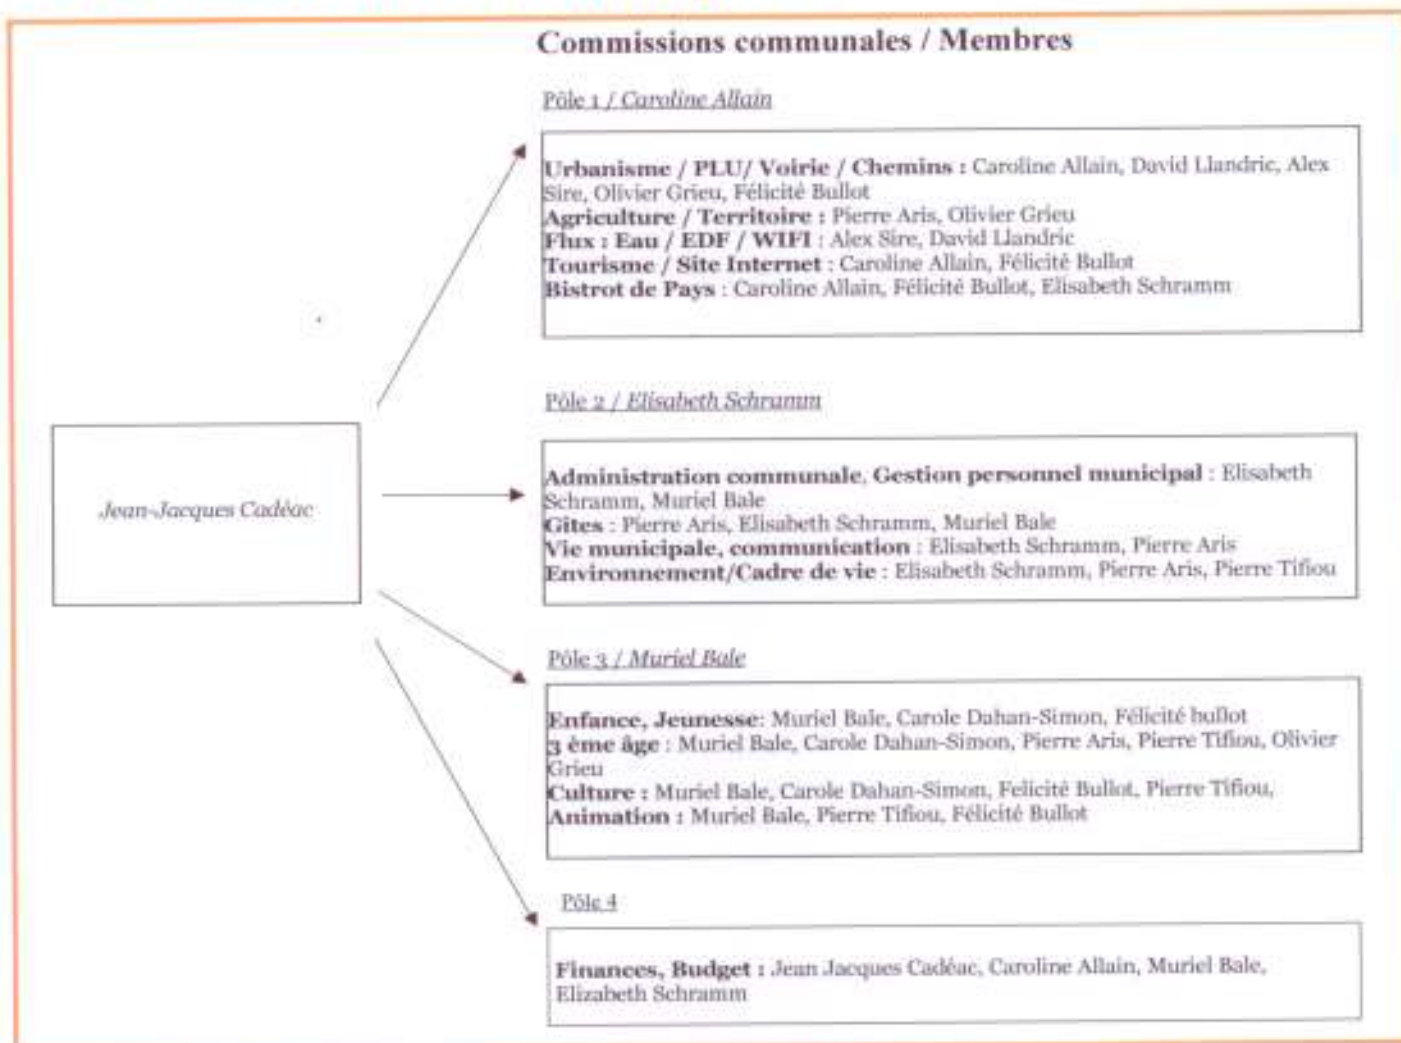 Commissions communales / Membres
Pôle 1 / Caroline Allain
Urbanisme / PLU/ Voirie / Chemins : Caroline Allain, David Llandric, Alex
Sire, Olivier Grieu, Félicité Bullot
Agriculture / Territoire : Pierre Aris, Olivier Grieu
Flux : Eau / EDF / WIFI : Alex Sire, David Llandric
Tourisme / Site Internet : Caroline Allain, Félicité Bullot
Bistrot de Pays : Caroline Allain, Félicité Bullot, Elisabeth Schramm
Pôle 2 / Elisabeth Schramm
Administration communale, Gestion personnel municipal : Elisabeth
Schramm, Muriel Bale
Gîtes : Pierre Aris, Elisabeth Schramm, Muriel Bale
Vie municipale, communication : Elisabeth Schramm, Pierre Aris
Environnement/Cadre de vie : Elisabeth Schramm, Pierre Aris, Pierre Tifiou
Jean-Jacques Cadéac
Pôle 3 / Muriel Bale
Enfance, Jeunesse: Muriel Bale, Carole Dahan-Simon, Félicité bullot
3 ème âge : Muriel Bale, Carole Dahan-Simon, Pierre Aris, Pierre Tifiou, Olivier
Grieu
Culture : Muriel Bale, Carole Dahan-Simon, Felicité Bullot, Pierre Tifiou,
Animation : Muriel Bale, Pierre Tifiou, Félicité Bullot
Pôle 4
Finances, Budget : Jean Jacques Cadéac, Caroline Allain, Muriel Bale,
Elizabeth Schramm